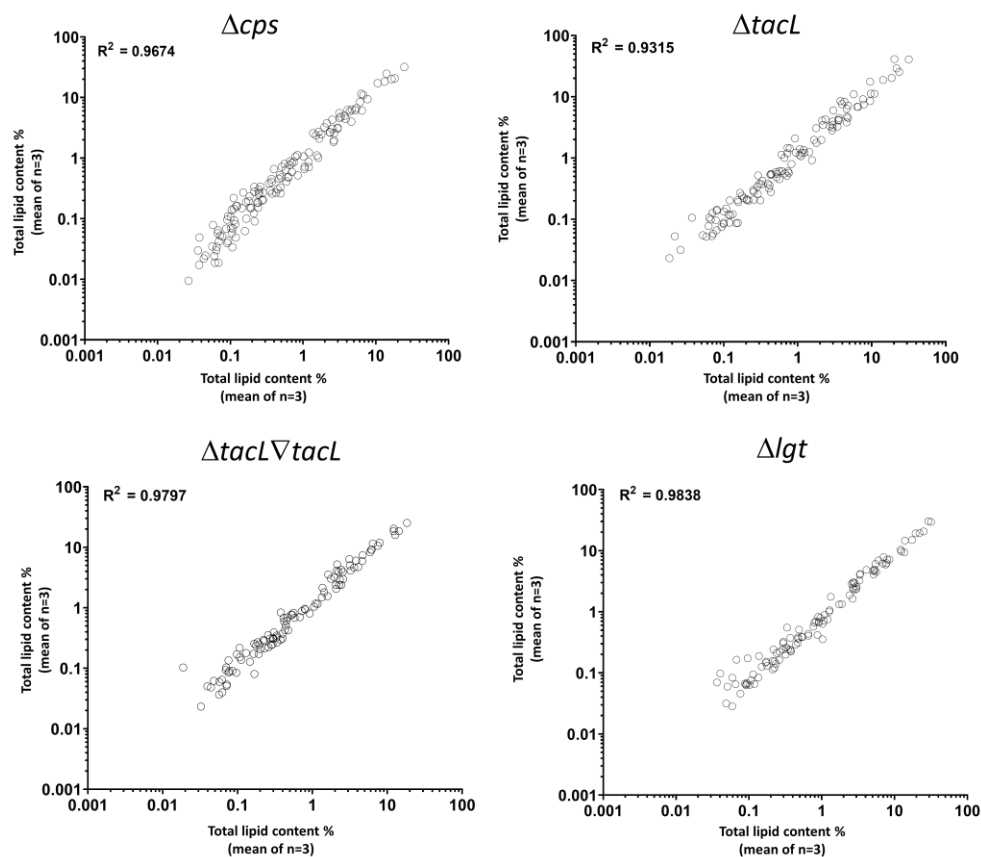 Δcps
R² = 0.9674
100
10
1
0.1
0.01
0.001
Total lipid content %
(mean of n=3)
0.001
0.01
0.1
1
10
100
Total lipid content %
(mean of n=3)
ΔtacL
R² = 0.9315
100
10
1
0.1
0.01
0.001
Total lipid content %
(mean of n=3)
0.001
0.01
0.1
1
10
100
Total lipid content %
(mean of n=3)
ΔtacL∇tacL
R² = 0.9797
100
10
1
0.1
0.01
0.001
Total lipid content %
(mean of n=3)
0.001
0.01
0.1
1
10
100
Total lipid content %
(mean of n=3)
Δlgt
R² = 0.9838
100
10
1
0.1
0.01
0.001
Total lipid content %
(mean of n=3)
0.001
0.01
0.1
1
10
100
Total lipid content %
(mean of n=3)